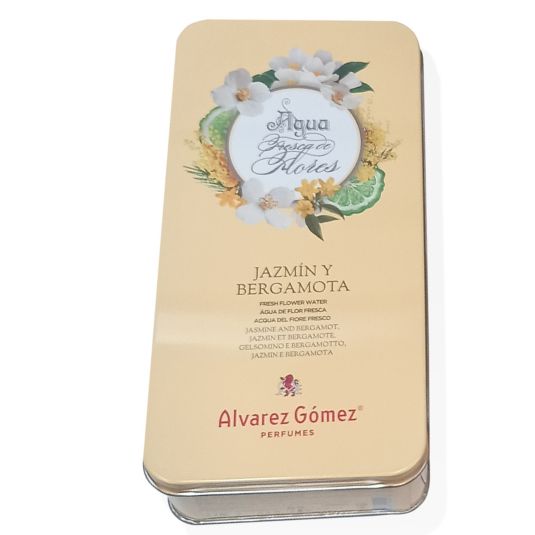 Agua
Fresca de
Flores
JAZMÍN Y
BERGAMOTA
FRESH FLOWER WATER
ÁGUA DE FLOR FRESCA
ACQUA DEL FIORE FRESCO
JASMINE AND BERGAMOT,
JAZMIN ET BERGAMOTE,
GELSOMINO E BERGAMOTTO,
JAZMIN E BERGAMOTA
Alvarez Gómez®
PERFUMES